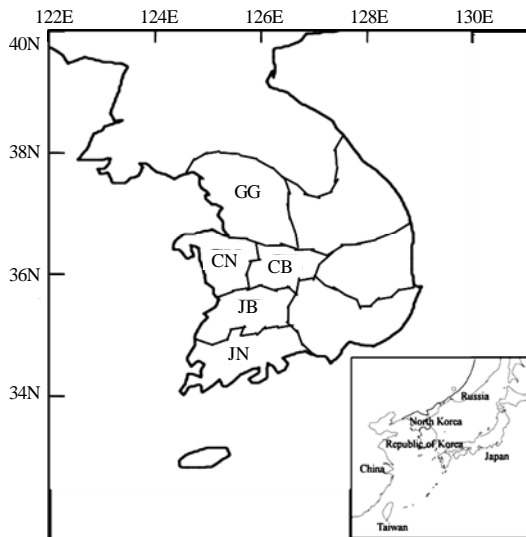 122E 124E 126E 128E 130E
40N
38N
36N
34N
GG
CN CB
JB
JN
Russia
North Korea
Republic of Korea
Japan
China
Taiwan